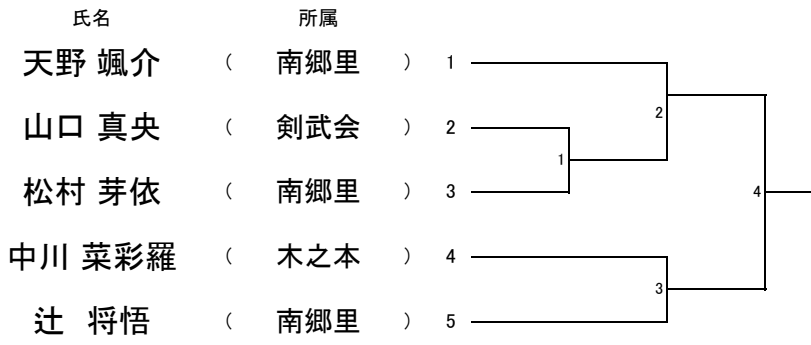 氏名 所属
天野 颯介 ( 南郷里 ) 1
2
山口 真央 ( 剣武会 ) 2
1
松村 芽依 ( 南郷里 ) 3 4
中川 菜彩羅 ( 木之本 ) 4
3
辻 将悟 ( 南郷里 ) 5